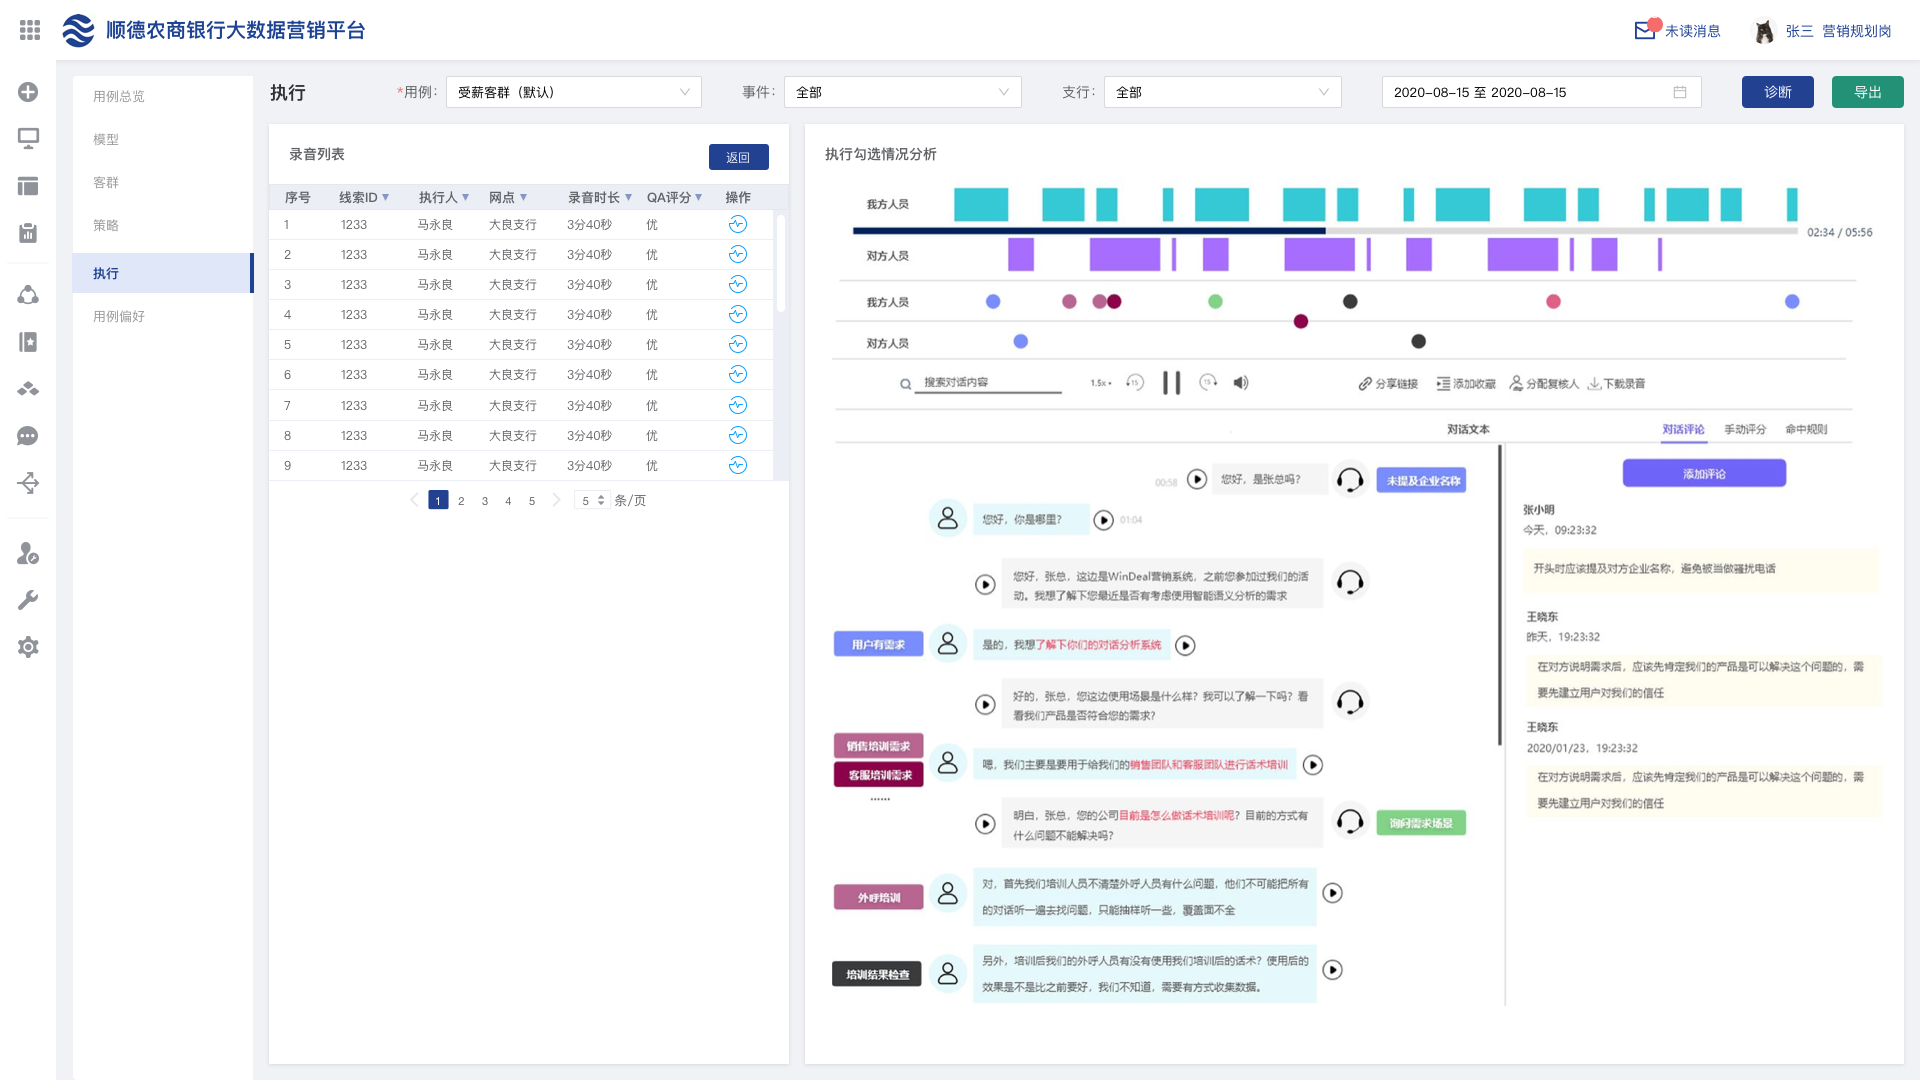 顺德农商银行大数据营销平台
未读消息
张三 营销规划岗
用例总览
模型
客群
策略
执行
用例偏好
执行
*用例: 受薪客群（默认）
事件: 全部
支行: 全部
2020-08-15 至 2020-08-15
诊断
导出
录音列表
返回
序号 线索ID 执行人 网点 录音时长 QA评分 操作
1 1233 马永良 大良支行 3分40秒 优
2 1233 马永良 大良支行 3分40秒 优
3 1233 马永良 大良支行 3分40秒 优
4 1233 马永良 大良支行 3分40秒 优
5 1233 马永良 大良支行 3分40秒 优
6 1233 马永良 大良支行 3分40秒 优
7 1233 马永良 大良支行 3分40秒 优
8 1233 马永良 大良支行 3分40秒 优
9 1233 马永良 大良支行 3分40秒 优
1 2 3 4 5 5 条/页
执行勾选情况分析
我方人员
02:34 / 05:56
对方人员
我方人员
对方人员
搜索对话内容
1.5x
15
15
分享链接
添加收藏
分配复核人
下载录音
对话文本
对话评论 手动评分 命中规则
00:58 您好，是张总吗？ 未提及企业名称
您好，你是哪里？ 01:04
您好，张总，这边是WinDeal营销系统，之前您参加过我们的活
动。我想了解下您最近是否有考虑使用智能语义分析的需求
用户有需求 是的，我想了解下你们的对话分析系统
好的，张总，您这边使用场景是什么样？我可以了解一下吗？看
看我们产品是否符合您的需求？
销售培训需求
客服培训需求
······
嗯，我们主要是要用于给我们的销售团队和客服团队进行话术培训
明白，张总，您的公司目前是怎么做话术培训呢？目前的方式有
什么问题不能解决吗？
询问需求场景
外呼培训
对，首先我们培训人员不清楚外呼人员有什么问题，他们不可能把所有
的对话听一遍去找问题，只能抽样听一些，覆盖面不全
培训结果检查
另外，培训后我们的外呼人员有没有使用我们培训后的话术？使用后的
效果是不是比之前要好，我们不知道，需要有方式收集数据。
添加评论
张小明
今天，09:23:32
开头时应该提及对方企业名称，避免被当做骚扰电话
王晓东
昨天，19:23:32
在对方说明需求后，应该先肯定我们的产品是可以解决这个问题的，需
要先建立用户对我们的信任
王晓东
2020/01/23，19:23:32
在对方说明需求后，应该先肯定我们的产品是可以解决这个问题的，需
要先建立用户对我们的信任